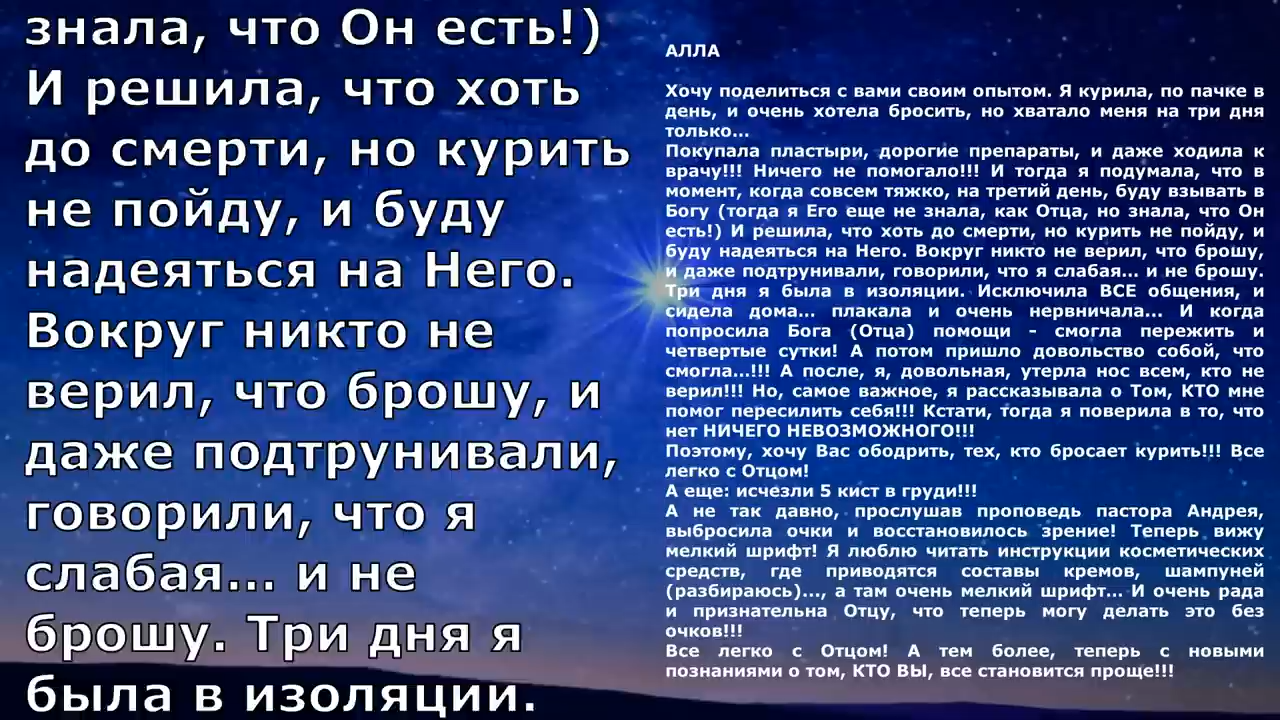 знала, что Он есть!)
И решила, что хоть
до смерти, но курить
не пойду, и буду
надеяться на Него.
Вокруг никто не
верил, что брошу, и
даже подтрунивали,
говорили, что я
слабая... и не
брошу. Три дня я
была в изоляции.
АЛЛА
Хочу поделиться с вами своим опытом. Я курила, по пачке в
день, и очень хотела бросить, но хватало меня на три дня
только...
Покупала пластыри, дорогие препараты, и даже ходила к
врачу!!! Ничего не помогало!!! И тогда я подумала, что в
момент, когда совсем тяжко, на третий день, буду взывать в
Богу (тогда я Его еще не знала, как Отца, но знала, что Он
есть!) И решила, что хоть до смерти, но курить не пойду, и
буду надеяться на Него. Вокруг никто не верил, что брошу,
и даже подтрунивали, говорили, что я слабая... и не брошу.
Три дня я была в изоляции. Исключила ВСЕ общения, и
сидела дома... плакала и очень нервничала... И когда
попросила Бога (Отца) помощи - смогла пережить и
четвертые сутки! А потом пришло довольство собой, что
смогла...!!! А после, я, довольная, утерла нос всем, кто не
верил!!! Но, самое важное, я рассказывала о Том, КТО мне
помог пересилить себя!!! Кстати, тогда я поверила в то, что
нет НИЧЕГО НЕВОЗМОЖНОГО!!!
Поэтому, хочу Вас ободрить, тех, кто бросает курить!!! Все
легко с Отцом!
А еще: исчезли 5 кист в груди!!!
А не так давно, прослушав проповедь пастора Андрея,
выбросила очки и восстановилось зрение! Теперь вижу
мелкий шрифт! Я люблю читать инструкции косметических
средств, где приводятся составы кремов, шампуней
(разбираюсь)..., а там очень мелкий шрифт... И очень рада
и признательна Отцу, что теперь могу делать это без
очков!!!
Все легко с Отцом! А тем более, теперь с новыми
познаниями о том, КТО ВЫ, все становится проще!!!